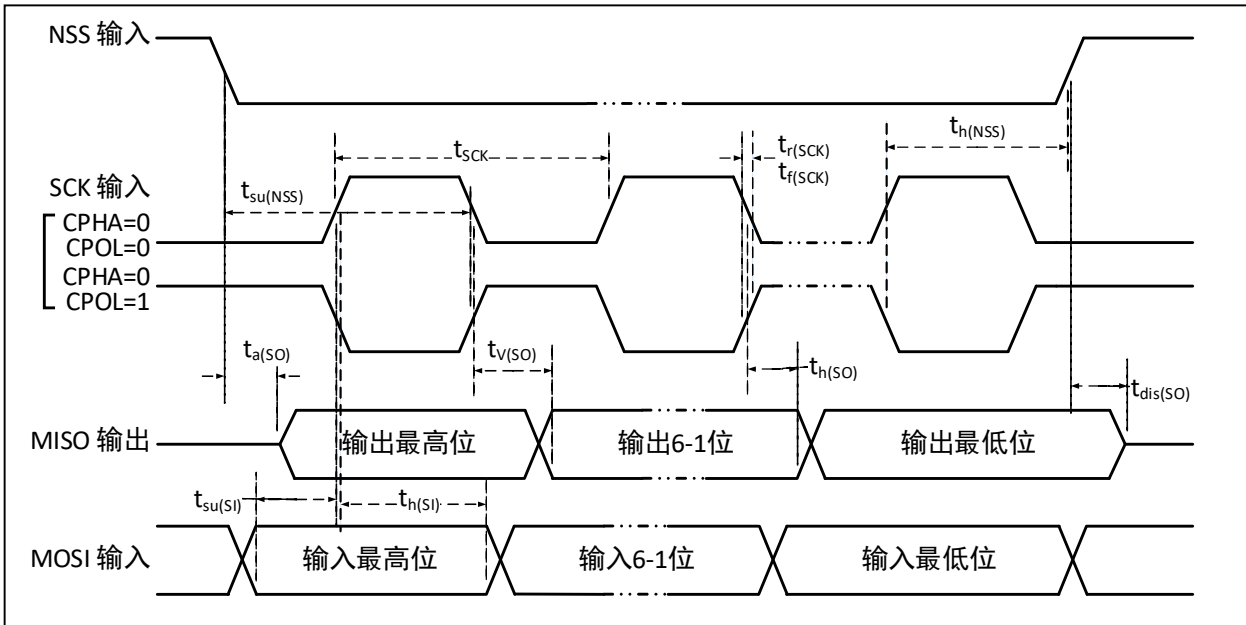 NSS 输入
t_SCK
t_r(SCK)
t_f(SCK)
t_h(NSS)
SCK 输入
t_su(NSS)
CPHA=0
CPOL=0
CPHA=0
CPOL=1
t_a(SO)
t_V(SO)
t_h(SO)
t_dis(SO)
MISO 输出
输出最高位
输出6-1位
输出最低位
t_su(SI)
t_h(SI)
MOSI 输入
输入最高位
输入6-1位
输入最低位